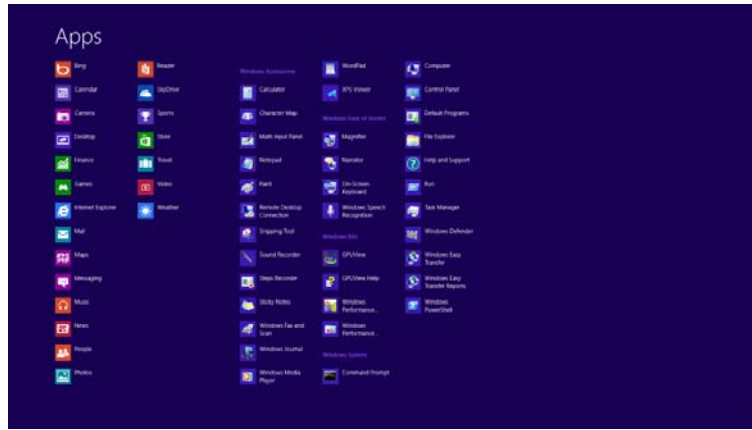 Apps
Bing
Calendar
Camera
Desktop
Finance
Games
Internet Explorer
Mail
Maps
Messaging
Music
News
People
Photos
Reader
SkyDrive
Sports
Store
Travel
Video
Weather
Windows Accessories
Calculator
Character Map
Math Input Panel
Notepad
Paint
Remote Desktop
Connection
Snipping Tool
Sound Recorder
Steps Recorder
Sticky Notes
Windows Fax and
Scan
Windows Journal
Windows Media
Player
WordPad
XPS Viewer
Windows Ease of Access
Magnifier
Narrator
On-Screen
Keyboard
Windows Speech
Recognition
Windows Kits
GPUView
GPUView Help
Windows
Performance...
Windows
Performance...
Windows System
Command Prompt
Computer
Control Panel
Default Programs
File Explorer
Help and Support
Run
Task Manager
Windows Defender
Windows Easy
Transfer
Windows Easy
Transfer Reports
Windows
PowerShell